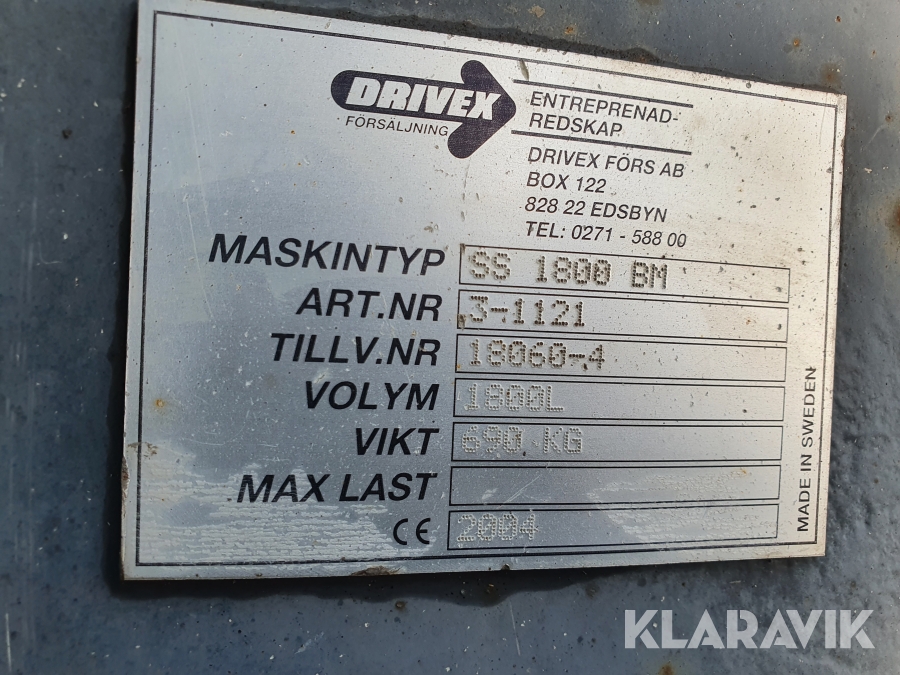 DRIVEX
FÖRSÄLJNING
ENTREPRENAD-
REDSKAP
DRIVEX FÖRS AB
BOX 122
828 22 EDSBYN
TEL: 0271 - 588 00
MASKINTYP SS 1800 BM
ART.NR 3-1121
TILLV.NR 18060-4
VOLYM 1800L
VIKT 690 KG
MAX LAST
CE 2004
MADE IN SWEDEN
KLARAVIK